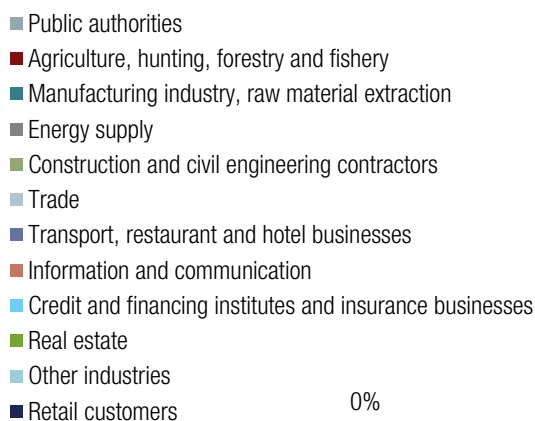 Public authorities
Agriculture, hunting, forestry and fishery
Manufacturing industry, raw material extraction
Energy supply
Construction and civil engineering contractors
Trade
Transport, restaurant and hotel businesses
Information and communication
Credit and financing institutes and insurance businesses
Real estate
Other industries
Retail customers
0%